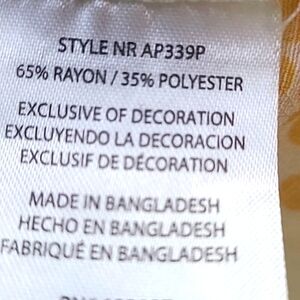 STYLE NR AP339P
65% RAYON / 35% POLYESTER
EXCLUSIVE OF DECORATION
EXCLUYENDO LA DECORACION
EXCLUSIF DE DÉCORATION
MADE IN BANGLADESH
HECHO EN BANGLADESH
FABRIQUÉ EN BANGLADESH